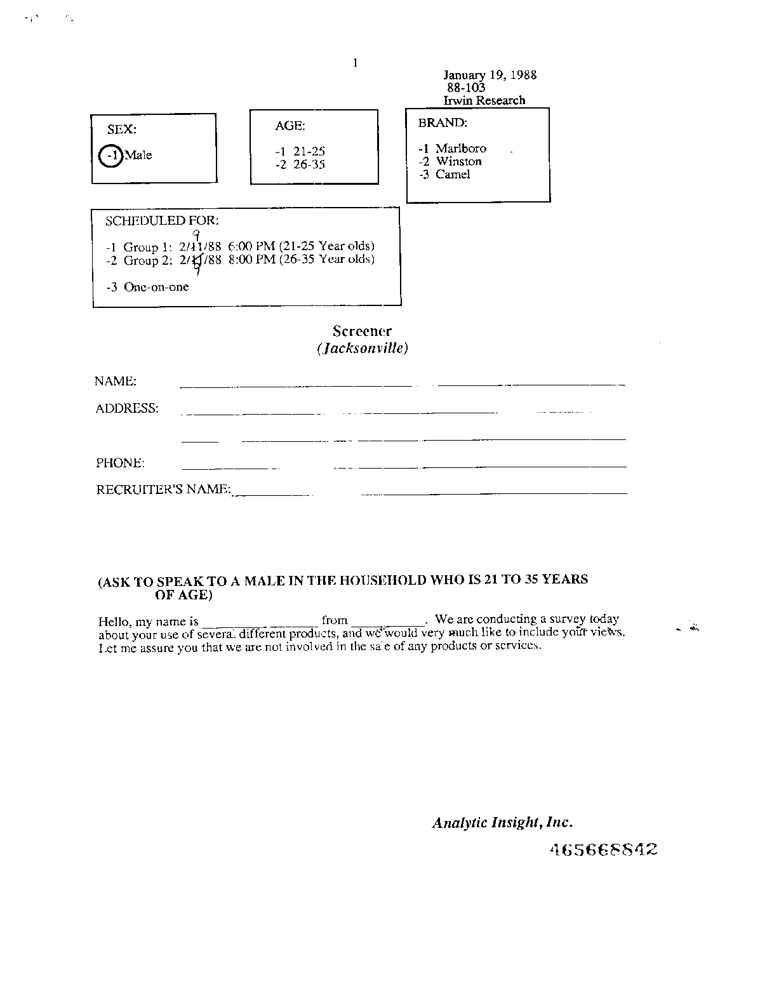 1
January 19, 1988
88-103
Irwin Research
SEX:
-1 Male
AGE:
-1 21-25
-2 26-35
BRAND:
-1 Marlboro
-2 Winston
-3 Camel
SCHEDULED FOR:
9
-1 Group 1: 2/11/88 6:00 PM (21-25 Year olds)
-2 Group 2: 2/11/88 8:00 PM (26-35 Year olds)
9
-3 One-on-one
Screener
(Jacksonville)
NAME:
ADDRESS:
PHONE:
RECRUITER'S NAME:
(ASK TO SPEAK TO A MALE IN THE HOUSEHOLD WHO IS 21 TO 35 YEARS
OF AGE)
Hello, my name is from . We are conducting a survey today
about your use of several different products, and we would very much like to include your views.
Let me assure you that we are not involved in the sale of any products or services.
Analytic Insight, Inc.
465668842